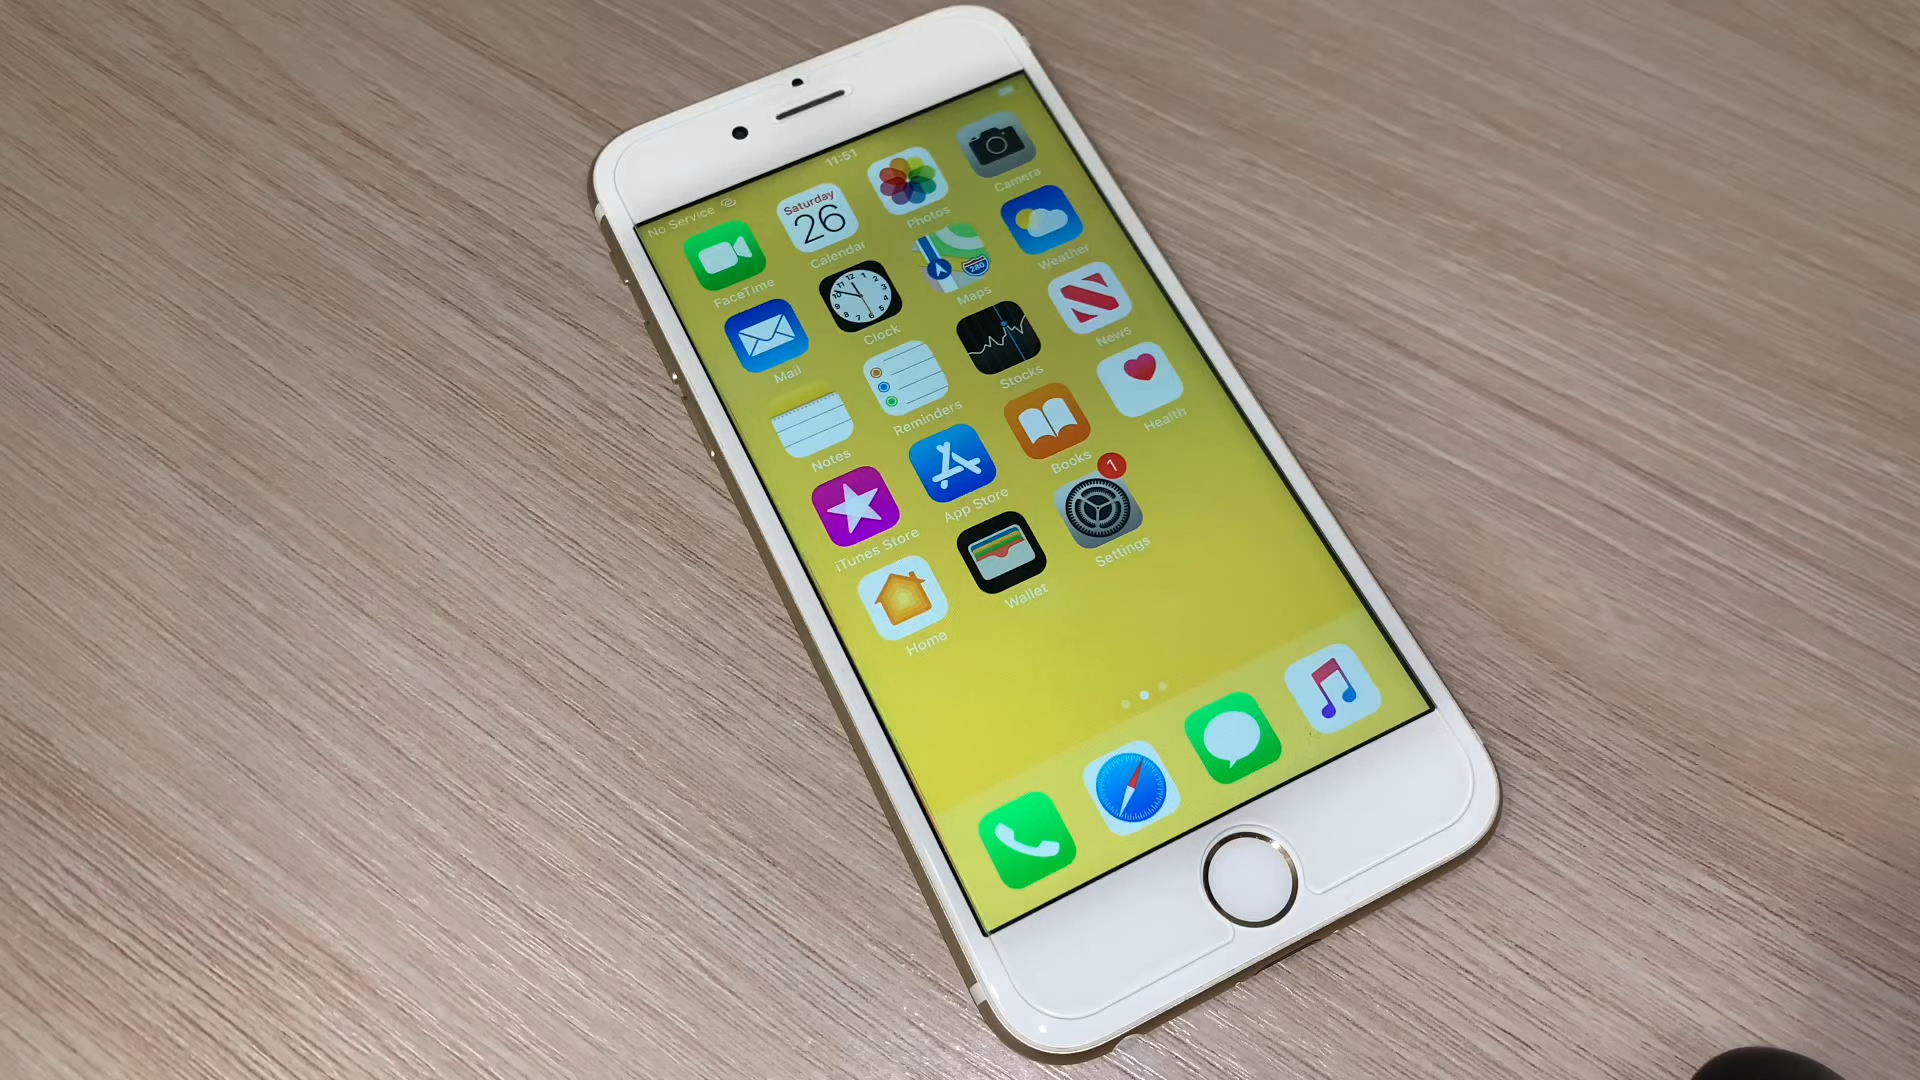 No Service
11:51
FaceTime
Saturday
26
Calendar
Photos
Camera
Mail
Clock
280
Maps
Weather
Notes
Reminders
Stocks
News
iTunes Store
App Store
Books
Health
Home
Wallet
1
Settings